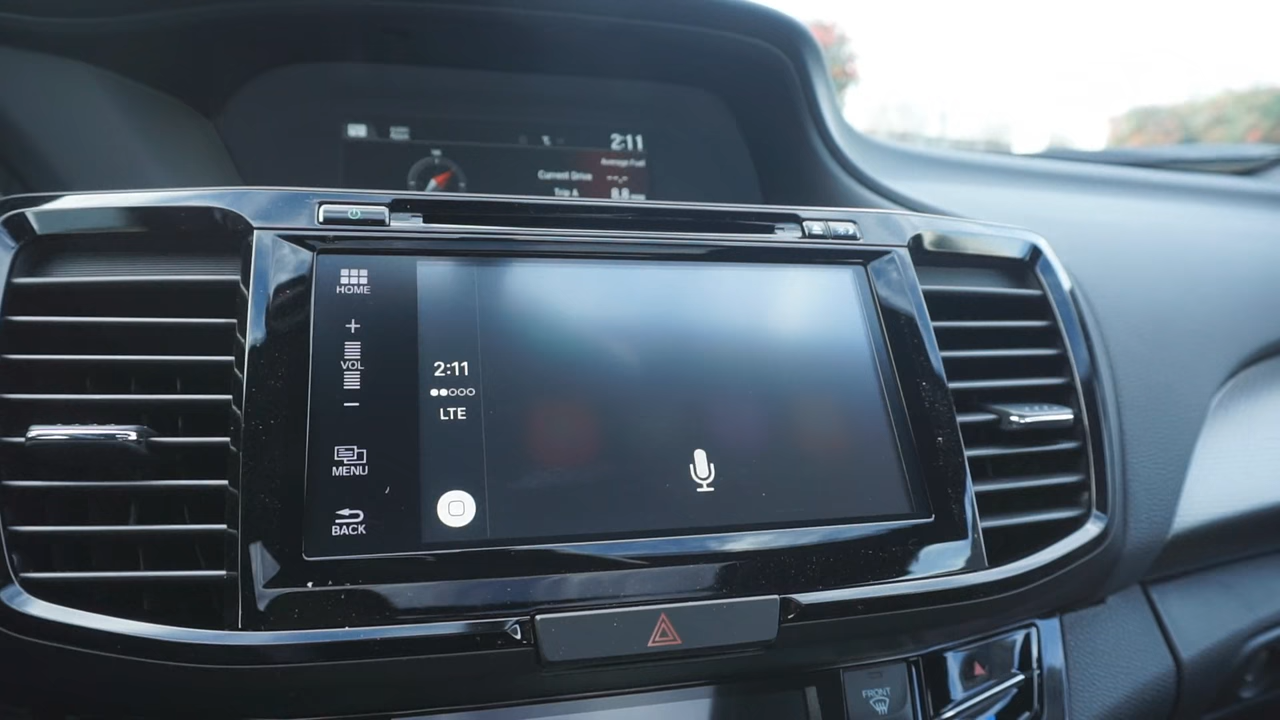 2:11
Average Fuel
Current Drive --.-
Trip A
HOME
+
VOL
−
MENU
BACK
2:11
LTE
FRONT